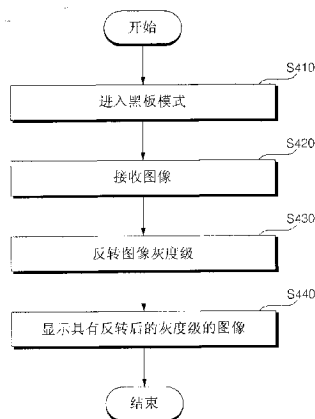 开始
S410
进入黑板模式
S420
接收图像
S430
反转图像灰度级
S440
显示具有反转后的灰度级的图像
结束